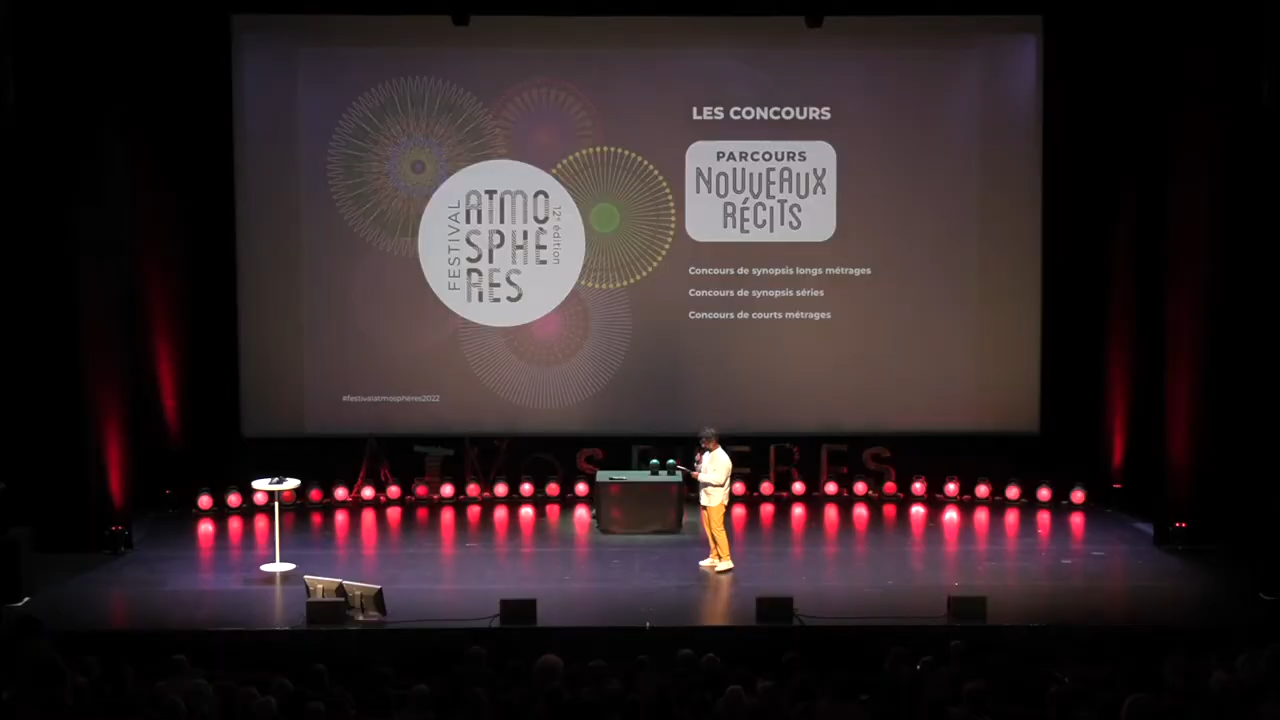 LES CONCOURS
PARCOURS
NOUVEAUX
RÉCITS
FESTIVAL
ATMO
SPHÈ
RES
12e édition
Concours de synopsis longs métrages
Concours de synopsis séries
Concours de courts métrages
#festivalatmosphères2022
ATMOSPHERES